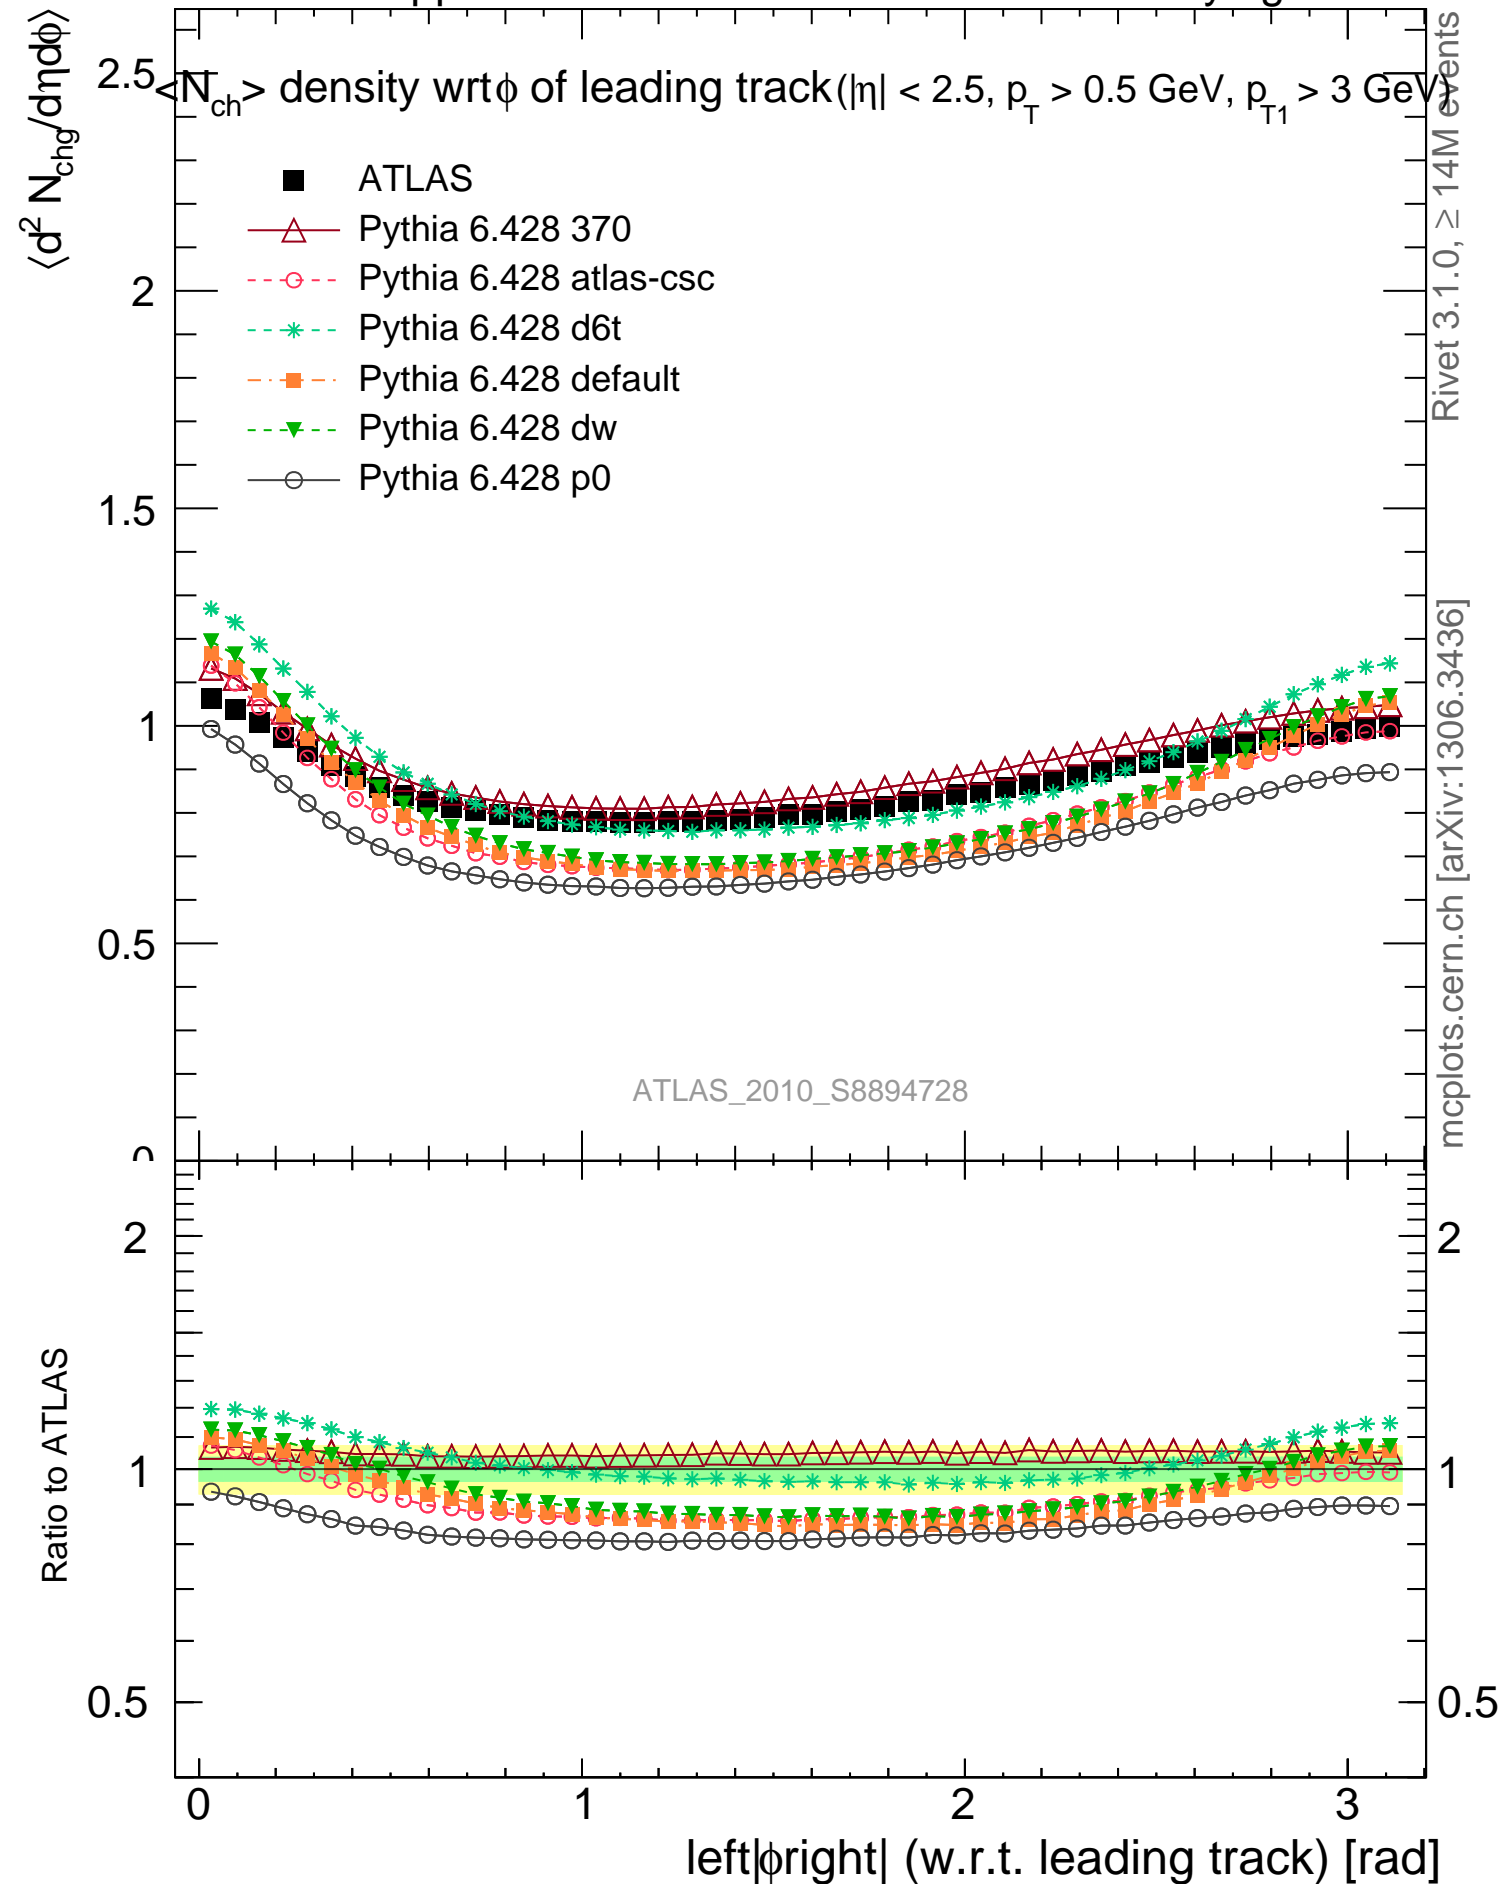 ⟨d² N_chg/dηdϕ⟩
<N_ch> density wrt ϕ of leading track (|η| < 2.5, p_T > 0.5 GeV, p_T1 > 3 GeV)
ATLAS
Pythia 6.428 370
Pythia 6.428 atlas-csc
Pythia 6.428 d6t
Pythia 6.428 default
Pythia 6.428 dw
Pythia 6.428 p0
2.5
2
1.5
1
0.5
0
ATLAS_2010_S8894728
Rivet 3.1.0, ≥ 14M events
mcplots.cern.ch [arXiv:1306.3436]
Ratio to ATLAS
2
1
0.5
2
1
0.5
0
1
2
3
left|ϕright| (w.r.t. leading track) [rad]